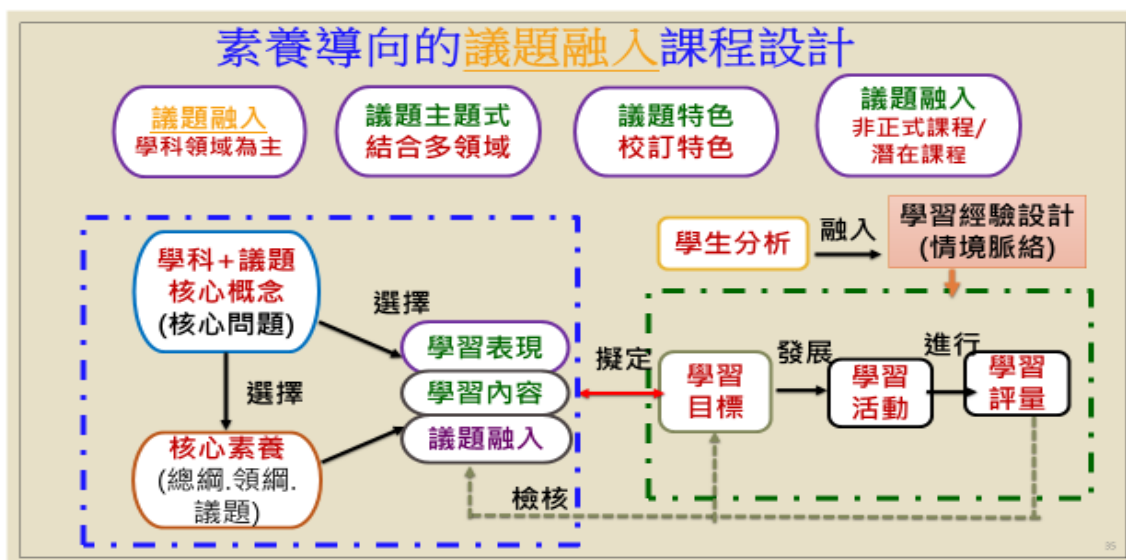 素養導向的議題融入課程設計
議題融入
學科領域為主
議題主題式
結合多領域
議題特色
校訂特色
議題融入
非正式課程/
潛在課程
學科+議題
核心概念
(核心問題)
選擇
選擇
核心素養
(總綱.領綱.
議題)
學習表現
學習內容
議題融入
擬定
檢核
學生分析
融入
學習經驗設計
(情境脈絡)
學習
目標
發展
學習
活動
進行
學習
評量
95